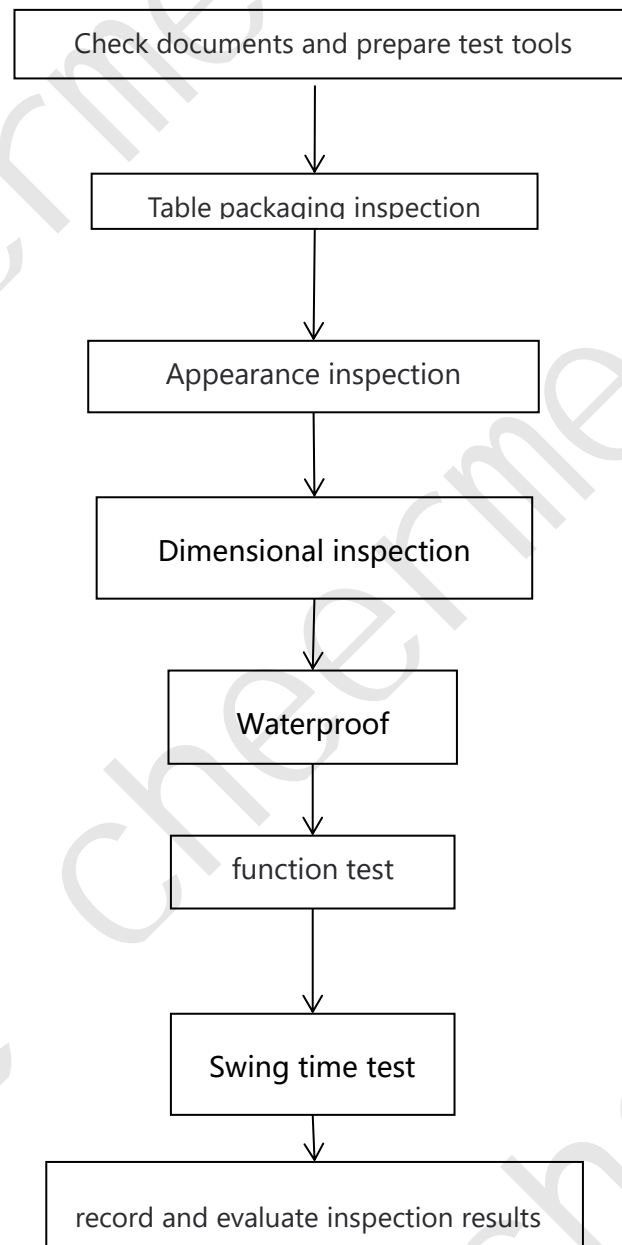 Check documents and prepare test tools
Table packaging inspection
Appearance inspection
Dimensional inspection
Waterproof
function test
Swing time test
record and evaluate inspection results
cheerme